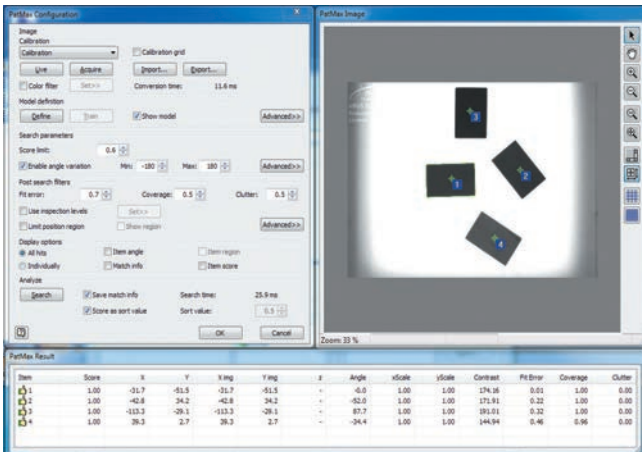 PatMax Configuration
Image
Calibration
Calibration
Calibration grid
Live Acquire Import... Export...
Color filter Set>> Conversion time: 11.6 ms
Model definition
Define Train Show model Advanced>>
Search parameters
Score limit: 0.6
Enable angle variation Min: -180 Max: 180 Advanced>>
Post search filters
Fit error: 0.7 Coverage: 0.5 Clutter: 0.5
Use inspection levels Set>>
Limit position region Show region Advanced>>
Display options
All hits Item angle Item region
Individually Match info Item score
Analyze
Search Save match info Search time: 25.9 ms
Score as sort value Sort value: 0.5
OK Cancel
PatMax Image
3
2
1
4
Zoom: 33 %
PatMax Result
Item Score X Y X img Y img z Angle xScale yScale Contrast Fit Error Coverage Clutter
1 1.00 -31.7 -51.5 -31.7 -51.5 - -0.0 1.00 1.00 174.16 0.01 1.00 0.00
2 1.00 -42.8 34.2 -42.8 34.2 - -52.0 1.00 1.00 171.91 0.22 1.00 0.00
3 1.00 -113.3 -29.1 -113.3 -29.1 - 87.7 1.00 1.00 191.01 0.32 1.00 0.00
4 1.00 39.3 2.7 39.3 2.7 - -34.4 1.00 1.00 144.94 0.46 0.96 0.00